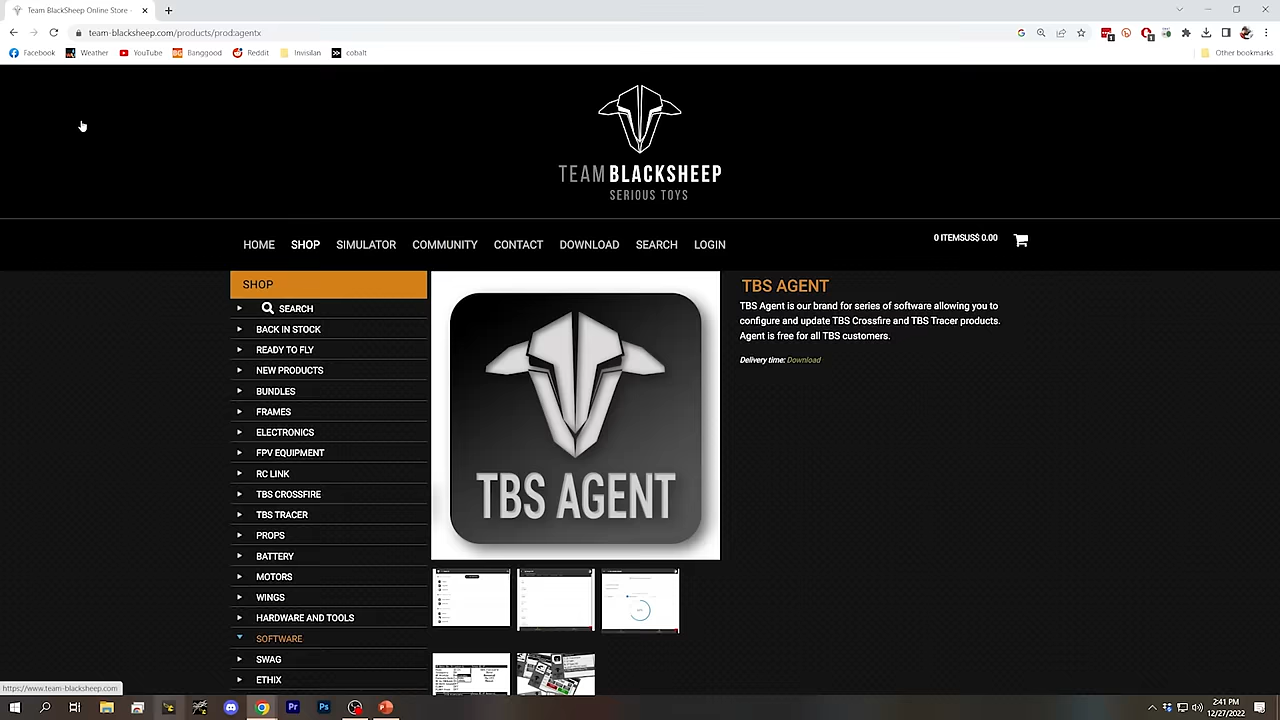 Team BlackSheep Online Store -
team-blacksheep.com/products/prod:agentx
Facebook Weather YouTube Banggood Reddit Invisilan cobalt Other bookmarks
TEAMBLACKSHEEP
SERIOUS TOYS
HOME SHOP SIMULATOR COMMUNITY CONTACT DOWNLOAD SEARCH LOGIN
0 ITEMSUS$ 0.00
SHOP
SEARCH
BACK IN STOCK
READY TO FLY
NEW PRODUCTS
BUNDLES
FRAMES
ELECTRONICS
FPV EQUIPMENT
RC LINK
TBS CROSSFIRE
TBS TRACER
PROPS
BATTERY
MOTORS
WINGS
HARDWARE AND TOOLS
SOFTWARE
SWAG
ETHIX
TBS AGENT
TBS AGENT
TBS Agent is our brand for series of software allowing you to
configure and update TBS Crossfire and TBS Tracer products.
Agent is free for all TBS customers.
Delivery time: Download
https://www.team-blacksheep.com
2:41 PM
12/27/2022